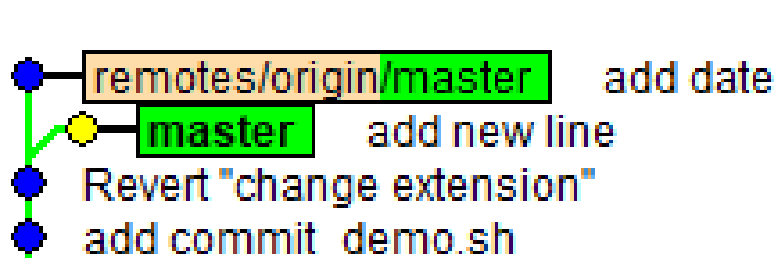 remotes/origin/master add date
master add new line
Revert "change extension"
add commit demo.sh